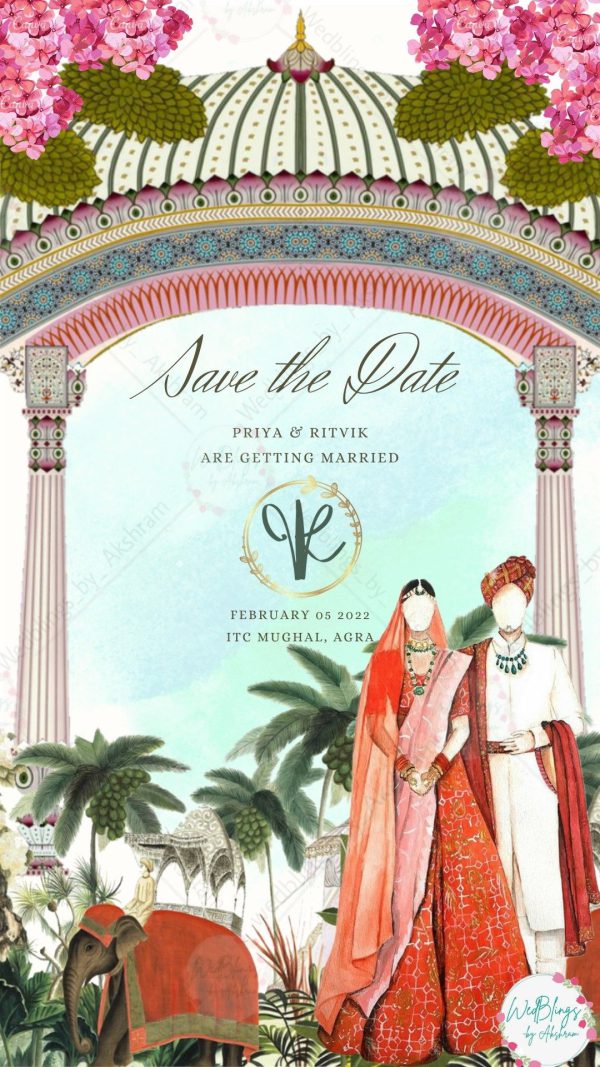 Save the Date
PRIYA & RITVIK
ARE GETTING MARRIED
FEBRUARY 05 2022
ITC MUGHAL, AGRA
WedBlings
by Akshram